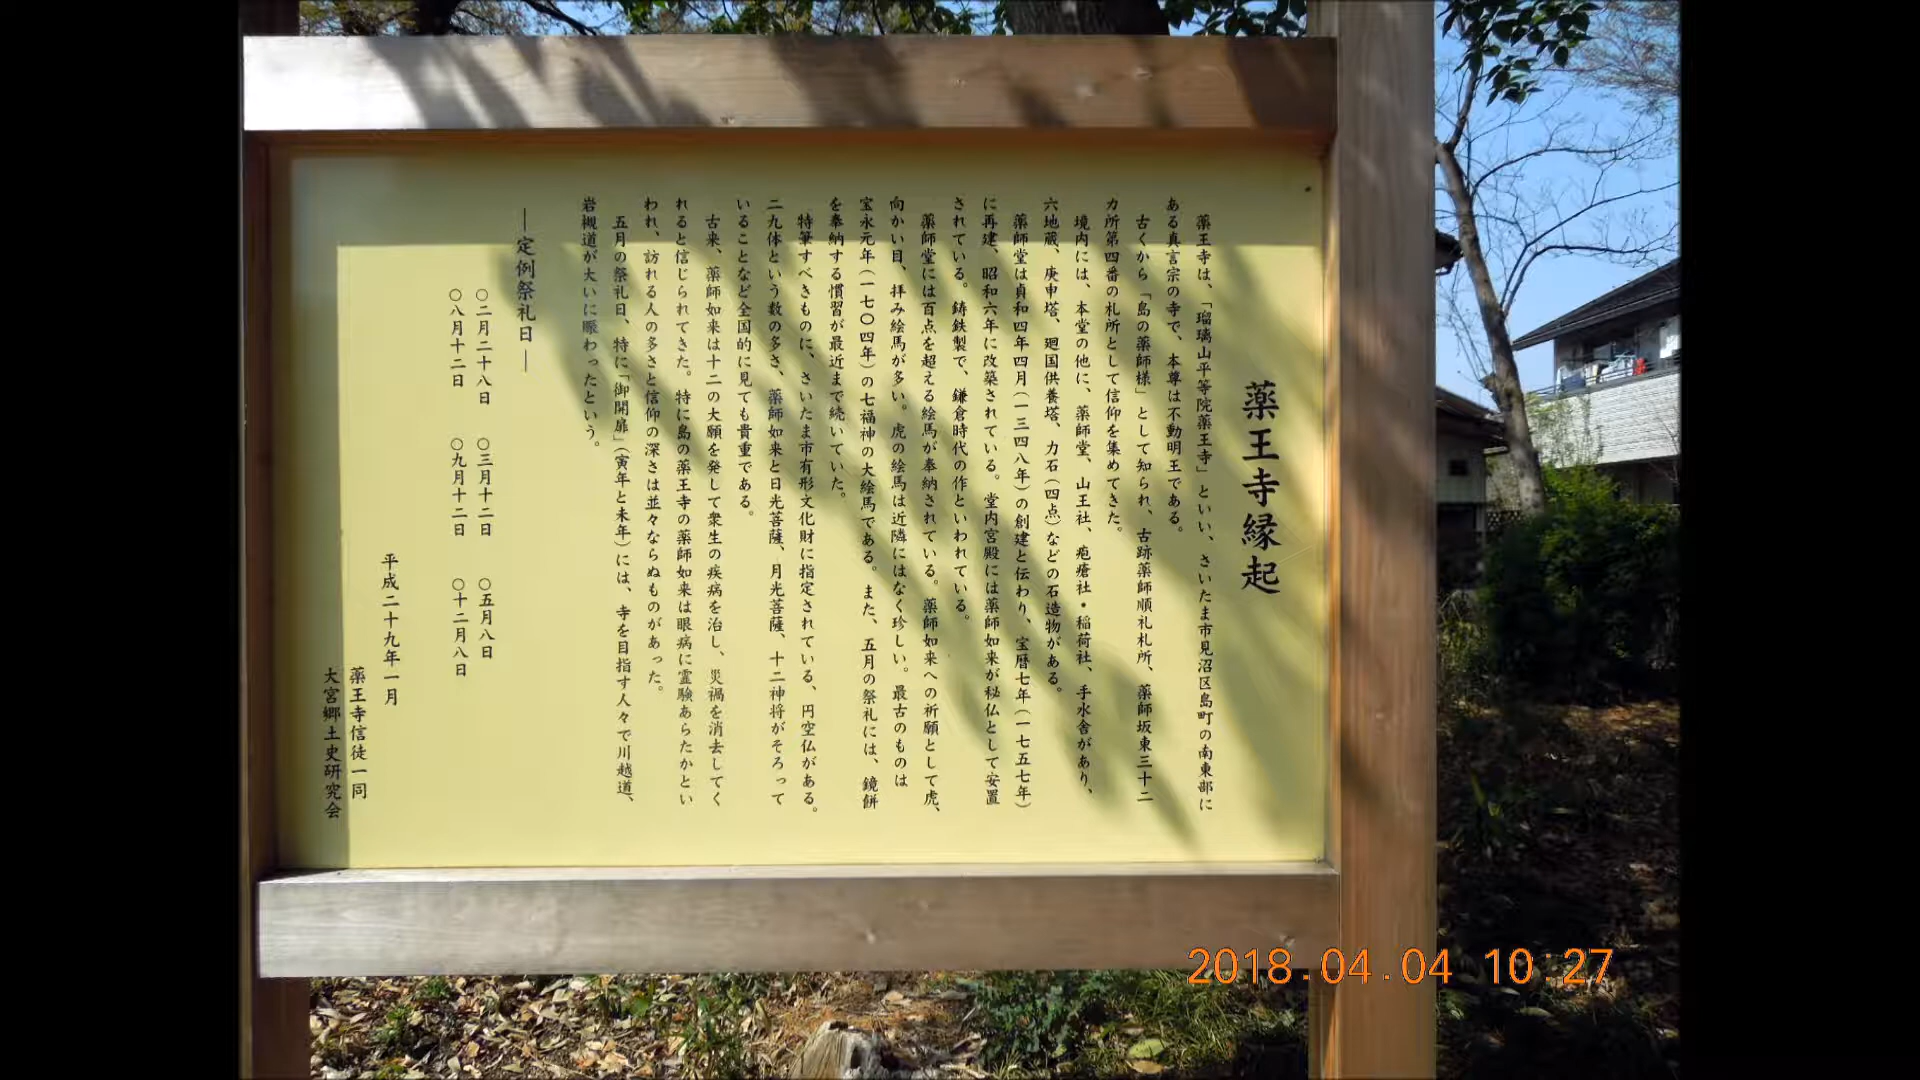 薬王寺縁起
薬王寺は、「瑠璃山平等院薬王寺」といい、さいたま市見沼区島町の南東部に
ある真言宗の寺で、本尊は不動明王である。
古くから「島の薬師様」として知られ、古跡薬師順礼札所、薬師坂東三十二
カ所第四番の札所として信仰を集めてきた。
境内には、本堂の他に、薬師堂、山王社、疱瘡社・稲荷社、手水舎があり、
六地蔵、庚申塔、廻国供養塔、力石(四点)などの石造物がある。
薬師堂は貞和四年四月(一三四八年)の創建と伝わり、宝暦七年(一七五七年)
に再建、昭和六年に改築されている。堂内宮殿には薬師如来が秘仏として安置
されている。鋳鉄製で、鎌倉時代の作といわれている。
薬師堂には百点を超える絵馬が奉納されている。薬師如来への祈願として虎、
向かい目、拝み絵馬が多い。虎の絵馬は近隣にはなく珍しい。最古のものは
宝永元年(一七〇四年)の七福神の大絵馬である。また、五月の祭礼には、鏡餅
を奉納する慣習が最近まで続いていた。
特筆すべきものに、さいたま市有形文化財に指定されている、円空仏がある。
二九体という数の多さ、薬師如来と日光菩薩、月光菩薩、十二神将がそろって
いることなど全国的に見ても貴重である。
古来、薬師如来は十二の大願を発して衆生の疾病を治し、災禍を消去してく
れると信じられてきた。特に島の薬王寺の薬師如来は眼病に霊験あらたかとい
われ、訪れる人の多さと信仰の深さは並々ならぬものがあった。
五月の祭礼日、特に「御開扉」(寅年と未年)には、寺を目指す人々で川越道、
岩槻道が大いに賑わったという。
―定例祭礼日―
〇二月二十八日 〇三月十二日 〇五月八日
〇八月十二日 〇九月十二日 〇十二月八日
平成二十九年一月
薬王寺信徒一同
大宮郷土史研究会
2018.04.04 10:27